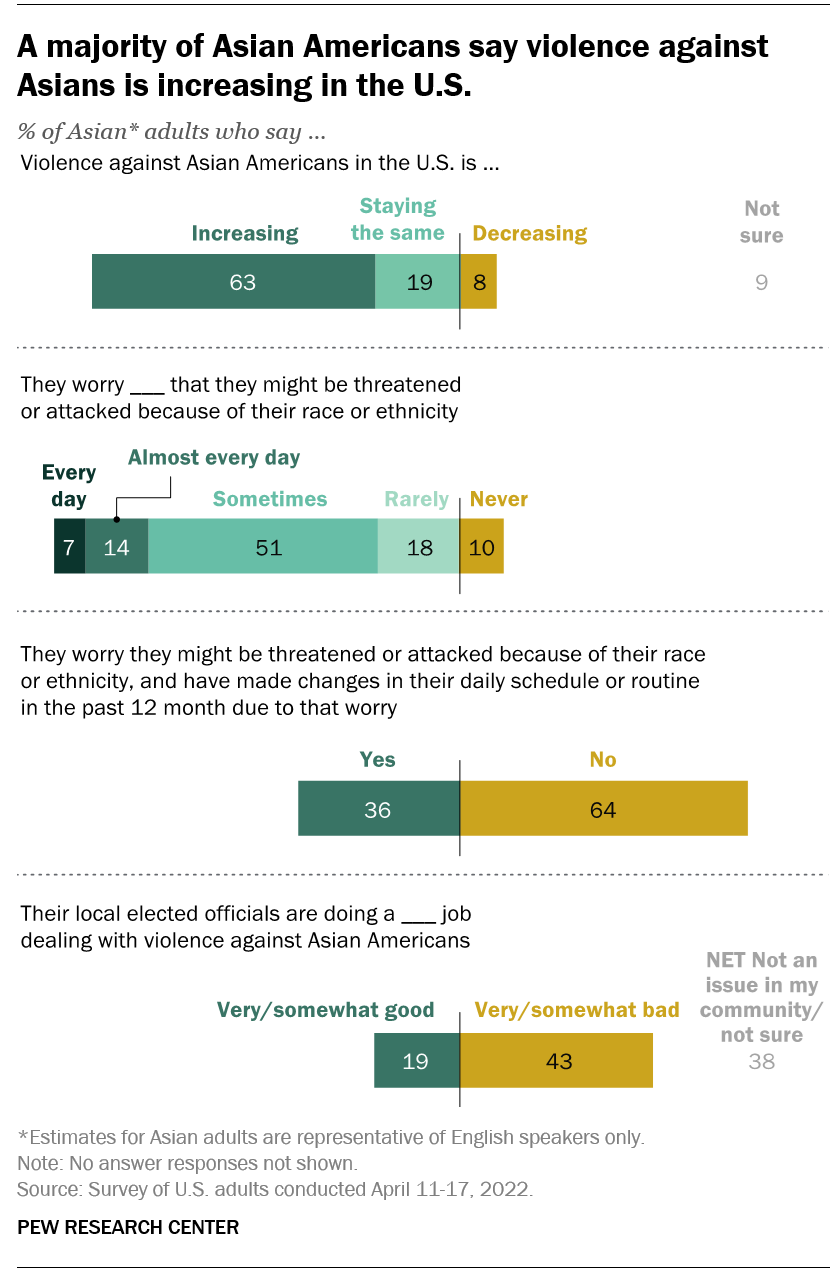 A majority of Asian Americans say violence against
Asians is increasing in the U.S.
% of Asian* adults who say ...
Violence against Asian Americans in the U.S. is ...
Increasing
Staying
the same
Decreasing
Not
sure
63
19
8
9
They worry ___ that they might be threatened
or attacked because of their race or ethnicity
Every
day
Almost every day
Sometimes
Rarely
Never
7
14
51
18
10
They worry they might be threatened or attacked because of their race
or ethnicity, and have made changes in their daily schedule or routine
in the past 12 month due to that worry
Yes
No
36
64
Their local elected officials are doing a ___ job
dealing with violence against Asian Americans
Very/somewhat good
Very/somewhat bad
NET Not an
issue in my
community/
not sure
19
43
38
*Estimates for Asian adults are representative of English speakers only.
Note: No answer responses not shown.
Source: Survey of U.S. adults conducted April 11-17, 2022.
PEW RESEARCH CENTER